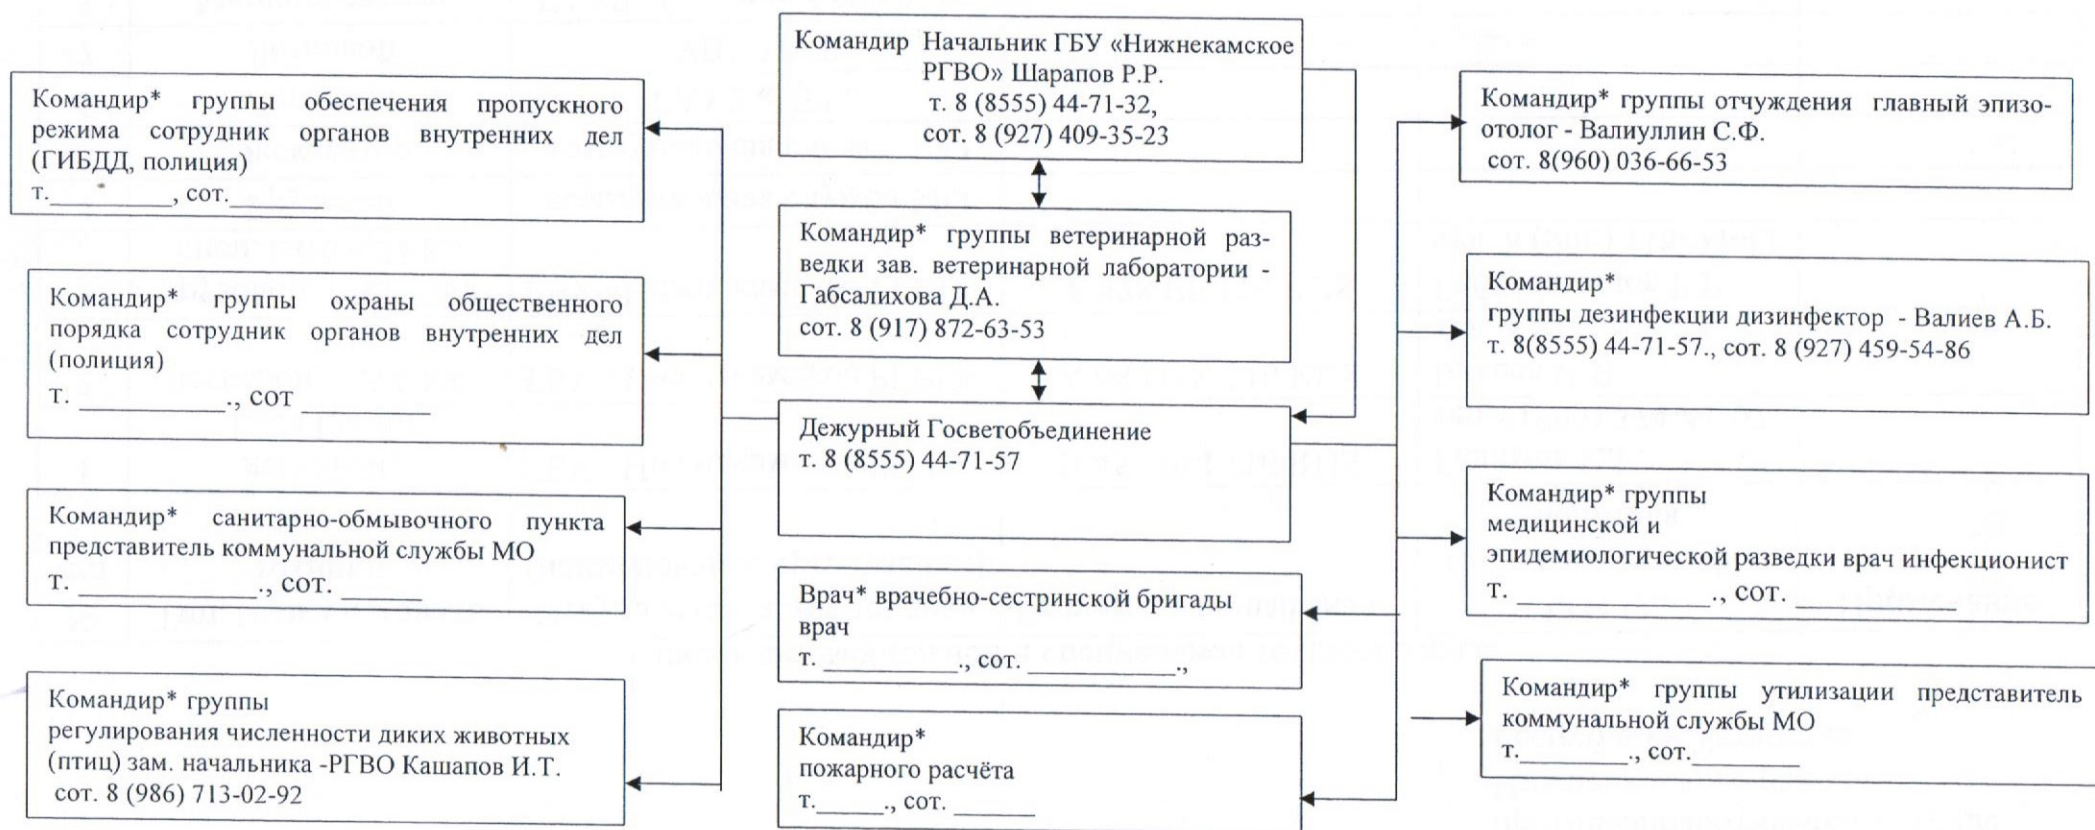 Командир Начальник ГБУ «Нижнекамское
РГВО» Шарапов Р.Р.
т. 8 (8555) 44-71-32,
сот. 8 (927) 409-35-23
Командир* группы обеспечения пропускного
режима сотрудник органов внутренних дел
(ГИБДД, полиция)
т.________, сот.___________
Командир* группы охраны общественного
порядка сотрудник органов внутренних дел
(полиция)
т. _________., сот ________
Командир* санитарно-обмывочного пункта
представитель коммунальной службы МО
т. _____________., сот. _____
Командир* группы
регулирования численности диких животных
(птиц) зам. начальника -РГВО Кашапов И.Т.
сот. 8 (986) 713-02-92
Командир* группы ветеринарной раз-
ведки зав. ветеринарной лаборатории -
Габсалихова Д.А.
сот. 8 (917) 872-63-53
Дежурный Госветобъединение
т. 8 (8555) 44-71-57
Врач* врачебно-сестринской бригады
врач
т. _________., сот. __________.,
Командир*
пожарного расчёта
т._____., сот. ______
Командир* группы отчуждения главный эпизо-
отолог - Валиуллин С.Ф.
сот. 8(960) 036-66-53
Командир*
группы дезинфекции дизинфектор - Валиев А.Б.
т. 8(8555) 44-71-57., сот. 8 (927) 459-54-86
Командир* группы
медицинской и
эпидемиологической разведки врач инфекционист
т. ____________., сот. ________
Командир* группы утилизации представитель
коммунальной службы МО
т.________., сот.________